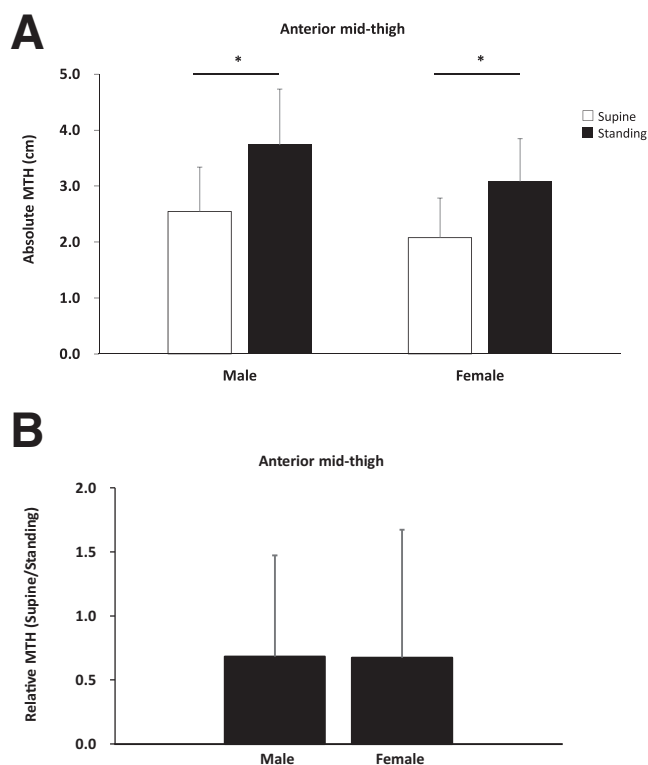 A
Anterior mid-thigh
Absolute MTH (cm)
5.0
4.0
3.0
2.0
1.0
0.0
*
*
Supine
Standing
Male
Female
B
Anterior mid-thigh
Relative MTH (Supine/Standing)
2.0
1.5
1.0
0.5
0.0
Male
Female